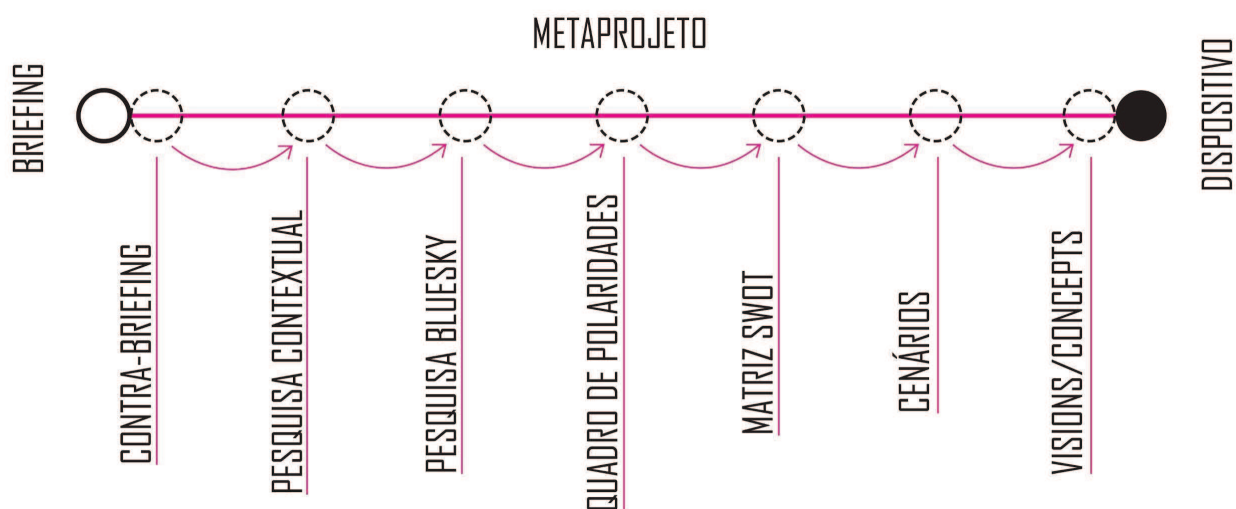 METAPROJETO
BRIEFING
CONTRA-BRIEFING
PESQUISA CONTEXTUAL
PESQUISA BLUESKY
QUADRO DE POLARIDADES
MATRIZ SWOT
CENÁRIOS
VISIONS/CONCEPTS
DISPOSITIVO